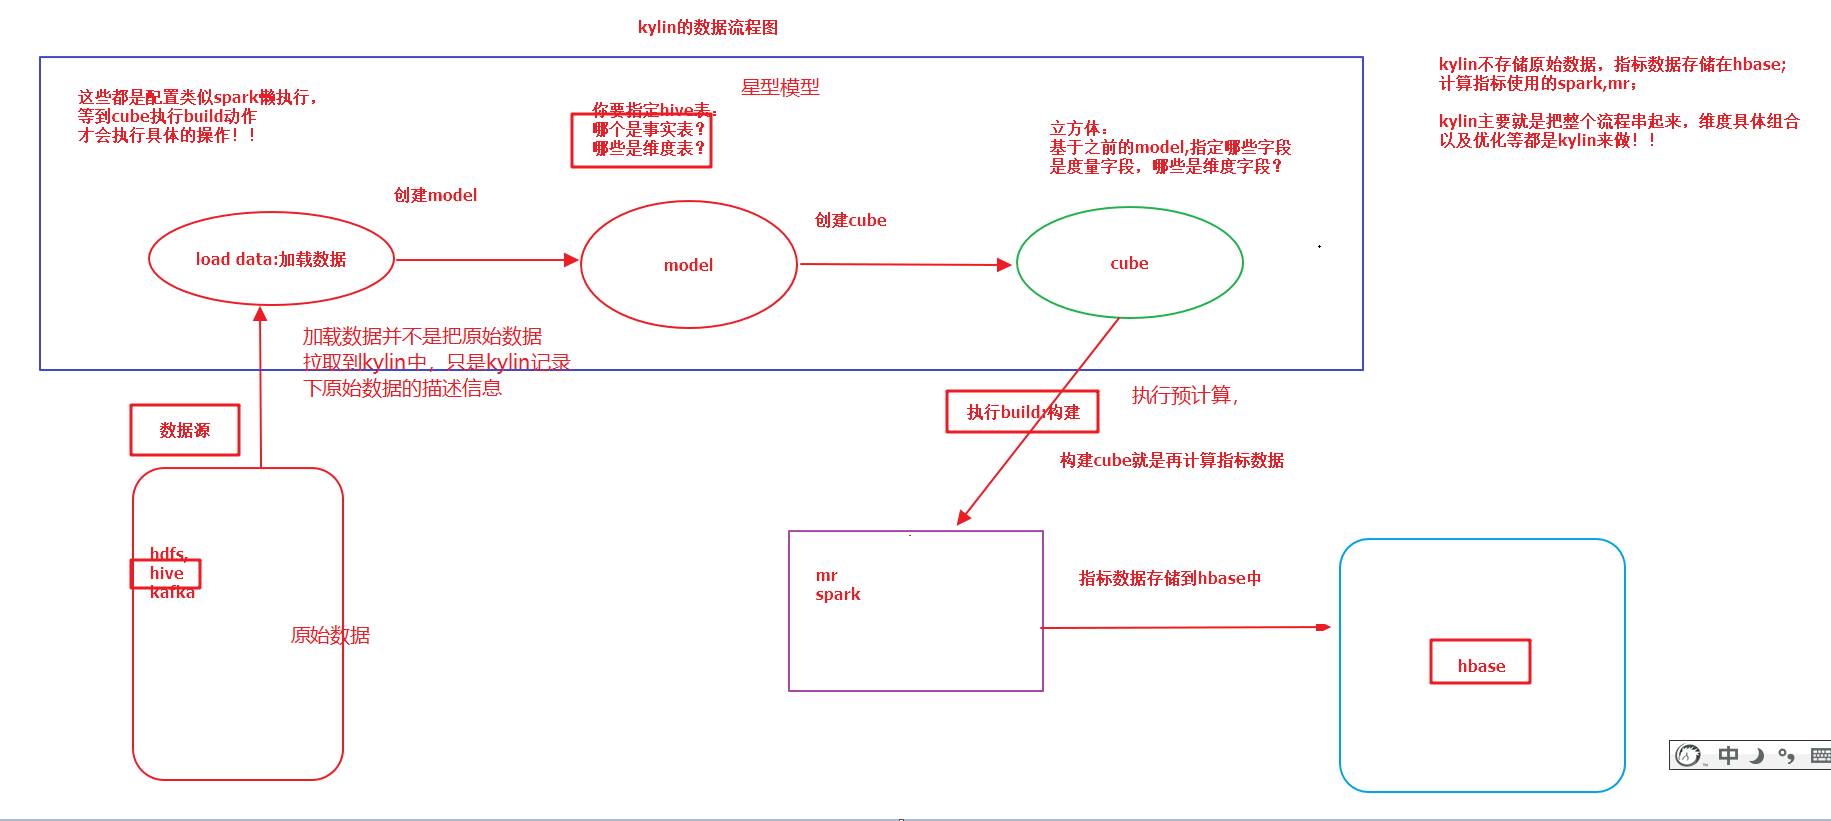 kylin的数据流程图
这些都是配置类似spark懒执行，
等到cube执行build动作
才会执行具体的操作！！
星型模型
你要指定hive表：
哪个是事实表？
哪些是维度表？
立方体：
基于之前的model,指定哪些字段
是度量字段，哪些是维度字段？
kylin不存储原始数据，指标数据存储在hbase;
计算指标使用的spark,mr；
kylin主要就是把整个流程串起来，维度具体组合
以及优化等都是kylin来做！！
创建model
创建cube
load data:加载数据
model
cube
加载数据并不是把原始数据
拉取到kylin中，只是kylin记录
下原始数据的描述信息
数据源
执行build:构建
执行预计算，
构建cube就是再计算指标数据
hdfs,
hive
kafka
原始数据
mr
spark
指标数据存储到hbase中
hbase
中